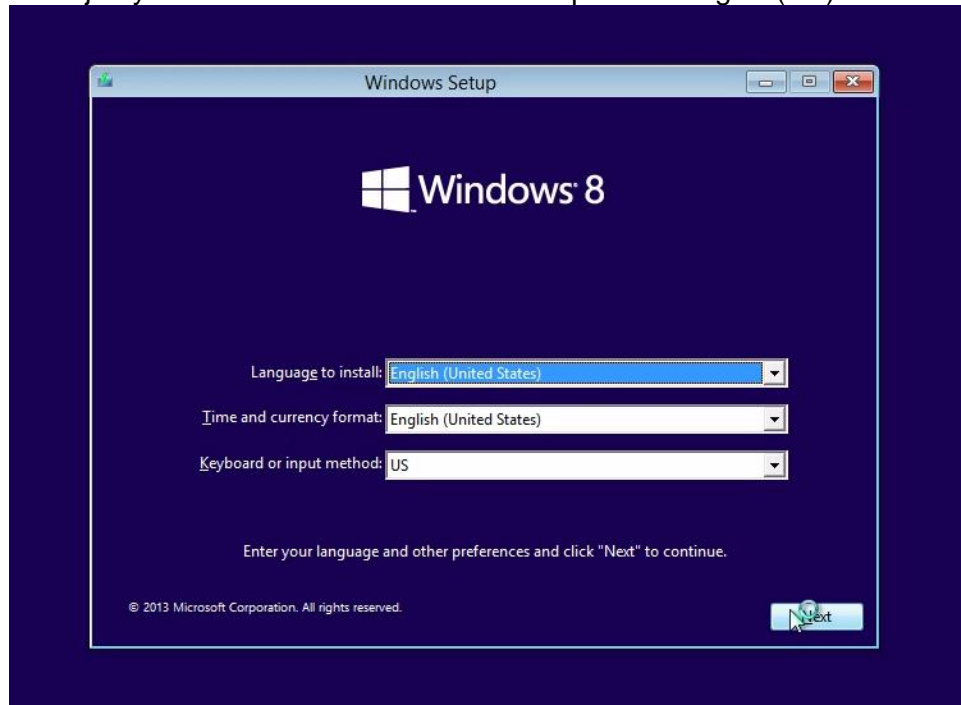 Windows Setup
Windows 8
Language to install: English (United States)
Time and currency format: English (United States)
Keyboard or input method: US
Enter your language and other preferences and click "Next" to continue.
© 2013 Microsoft Corporation. All rights reserved.
Next